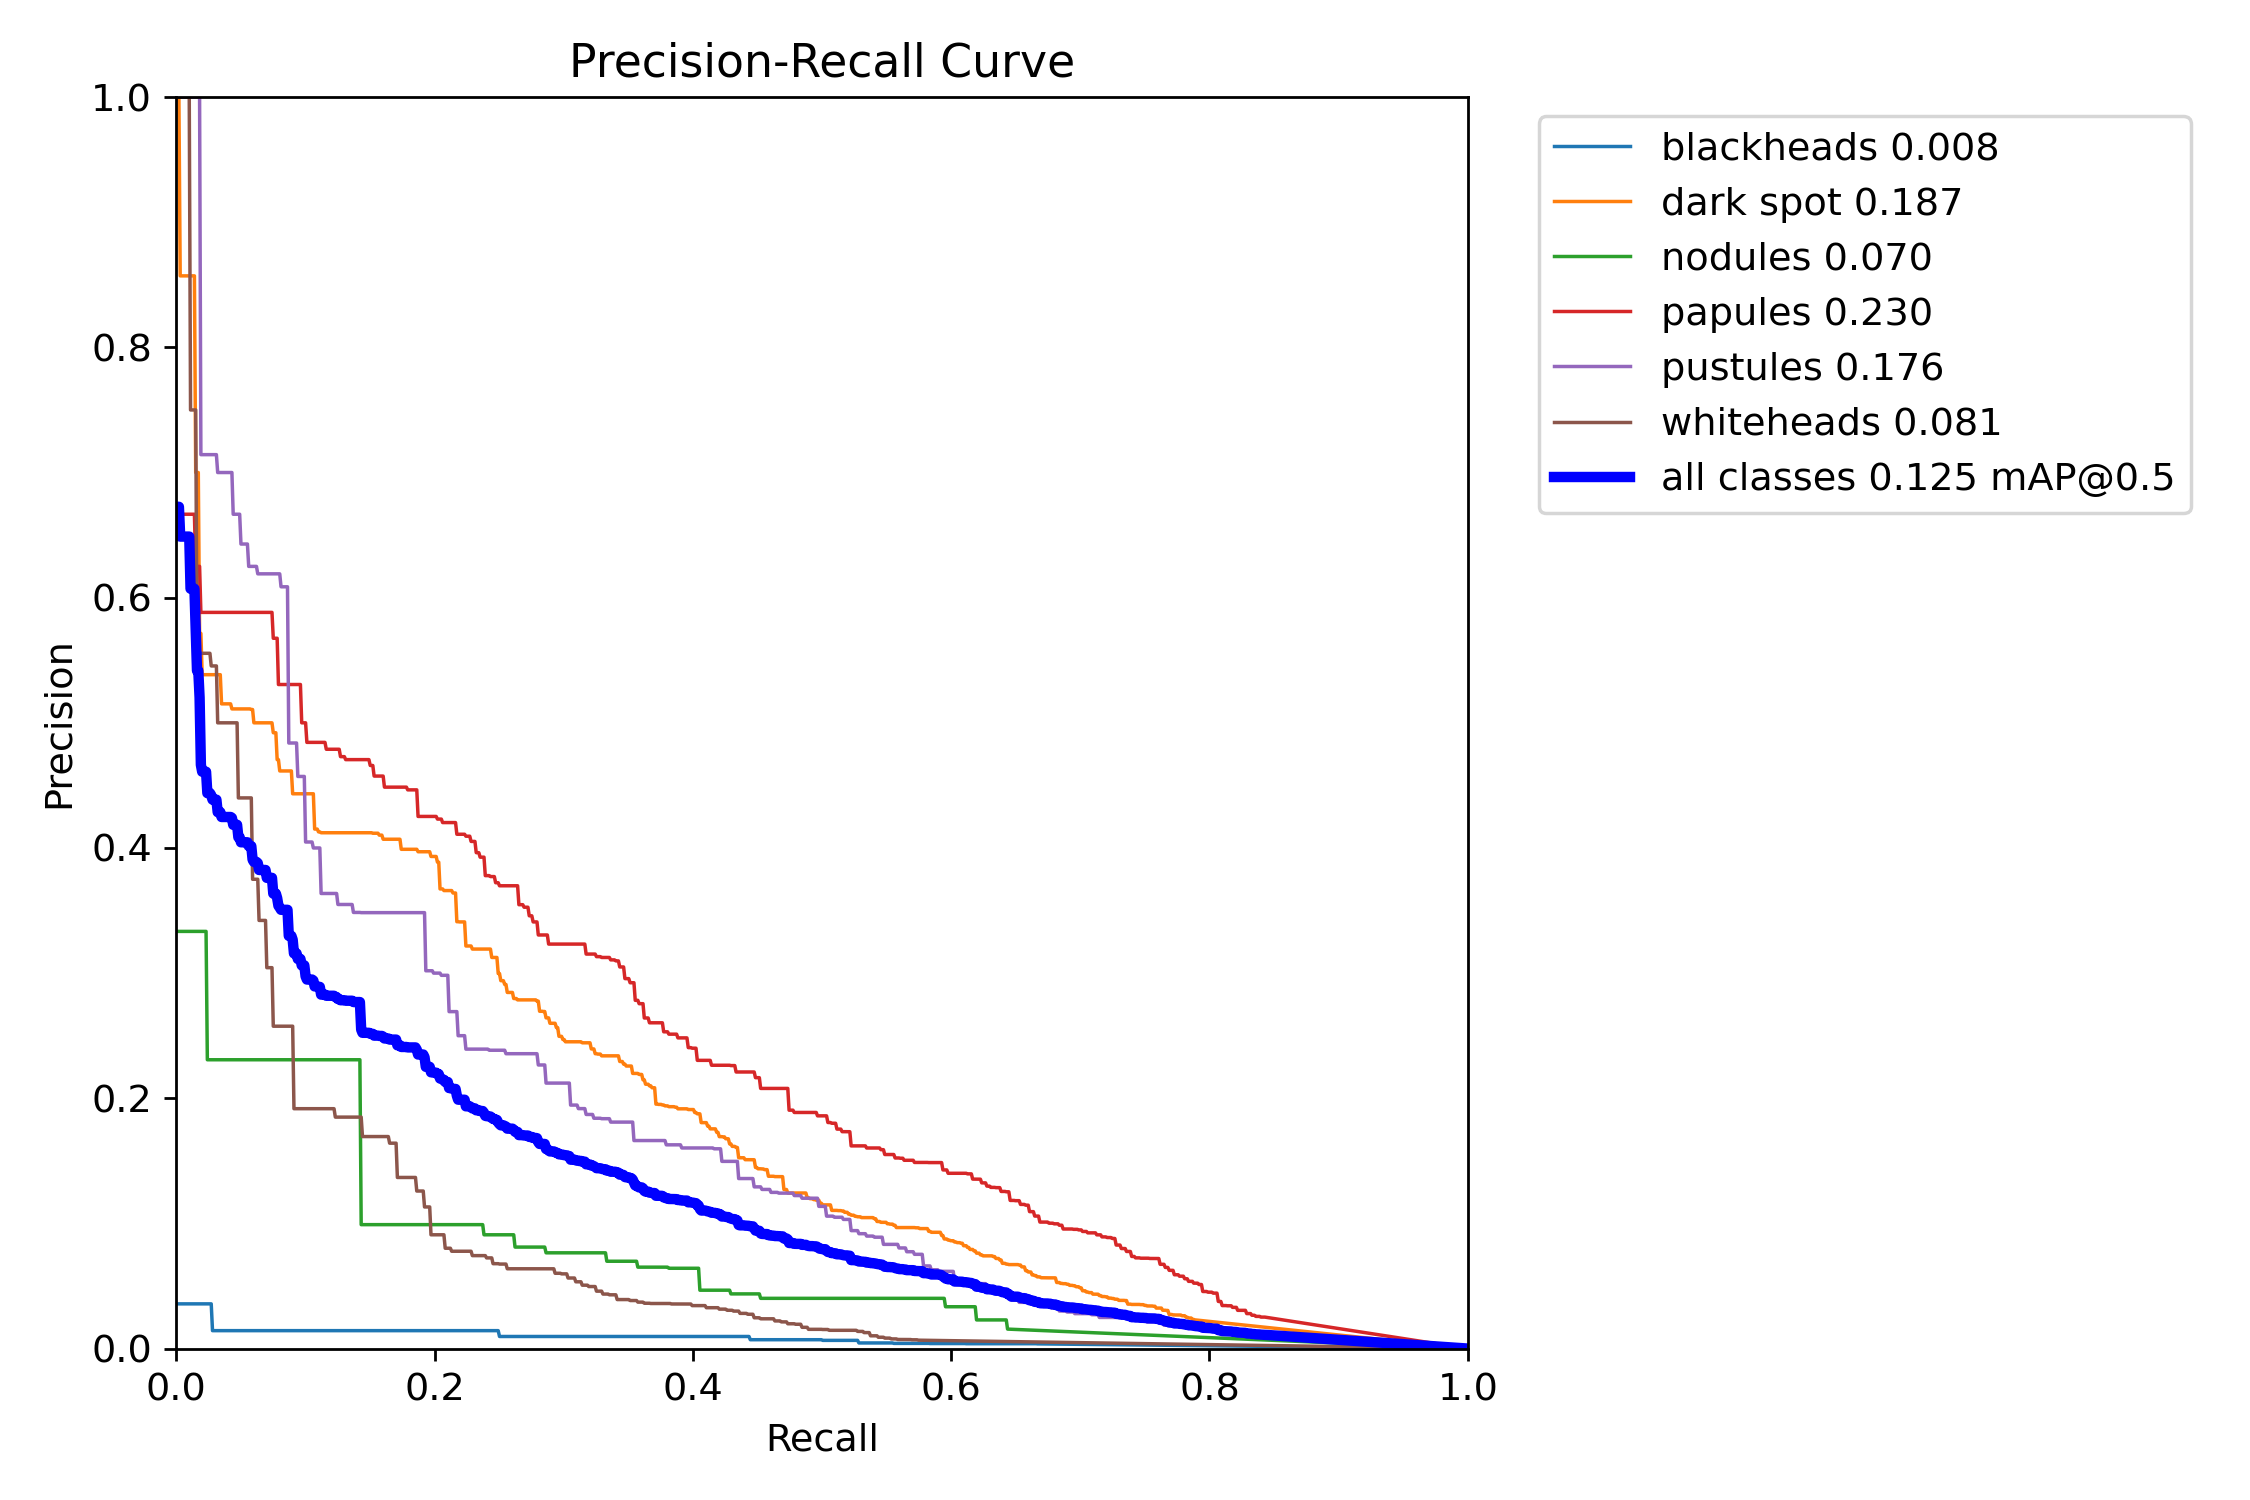 Precision-Recall Curve
1.0
0.8
0.6
0.4
0.2
0.0
Precision
0.0 0.2 0.4 0.6 0.8 1.0
Recall
blackheads 0.008
dark spot 0.187
nodules 0.070
papules 0.230
pustules 0.176
whiteheads 0.081
all classes 0.125 mAP@0.5